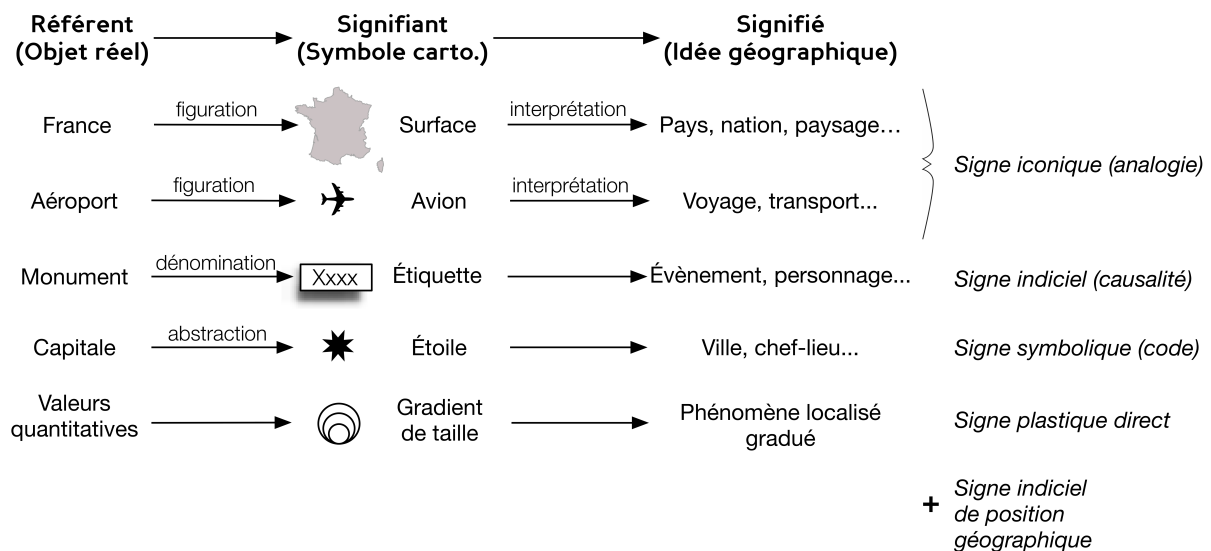 Référent Signifiant Signifié
(Objet réel) (Symbole carto.) (Idée géographique)
figuration interprétation
France Surface Pays, nation, paysage…
Signe iconique (analogie)
figuration interprétation
Aéroport Avion Voyage, transport...
dénomination
Monument Xxxx Étiquette Évènement, personnage... Signe indiciel (causalité)
abstraction
Capitale Étoile Ville, chef-lieu... Signe symbolique (code)
Valeurs
quantitatives
Gradient
de taille
Phénomène localisé
gradué
Signe plastique direct
+ Signe indiciel
de position
géographique